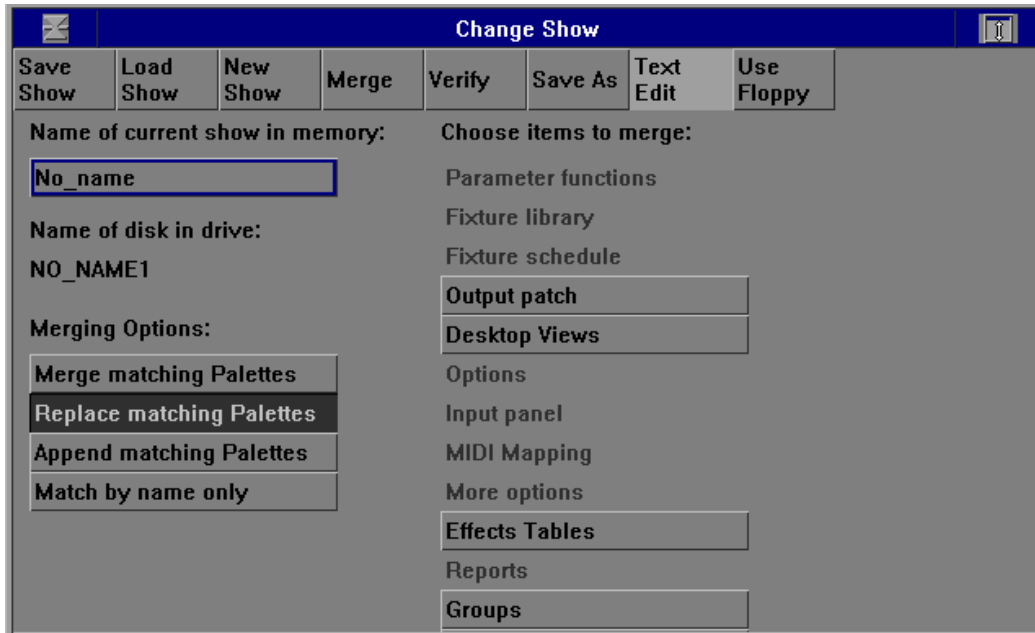 Change Show
Save Show
Load Show
New Show
Merge
Verify
Save As
Text Edit
Use Floppy
Name of current show in memory:
No_name
Name of disk in drive:
NO_NAME1
Merging Options:
Merge matching Palettes
Replace matching Palettes
Append matching Palettes
Match by name only
Choose items to merge:
Parameter functions
Fixture library
Fixture schedule
Output patch
Desktop Views
Options
Input panel
MIDI Mapping
More options
Effects Tables
Reports
Groups